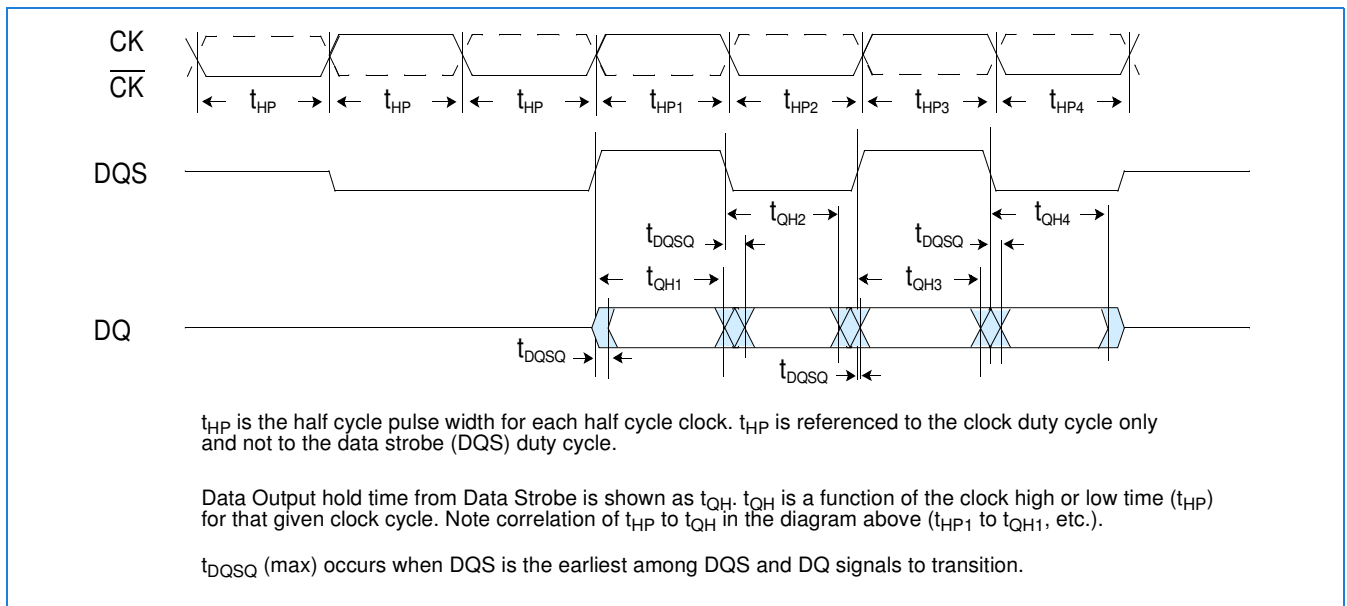 CK
CK
tHP tHP tHP tHP1 tHP2 tHP3 tHP4
DQS
tQH2 tQH4
tDQSQ tDQSQ
tQH1 tQH3
DQ
tDQSQ tDQSQ
tHP is the half cycle pulse width for each half cycle clock. tHP is referenced to the clock duty cycle only
and not to the data strobe (DQS) duty cycle.
Data Output hold time from Data Strobe is shown as tQH. tQH is a function of the clock high or low time (tHP)
for that given clock cycle. Note correlation of tHP to tQH in the diagram above (tHP1 to tQH1, etc.).
tDQSQ (max) occurs when DQS is the earliest among DQS and DQ signals to transition.